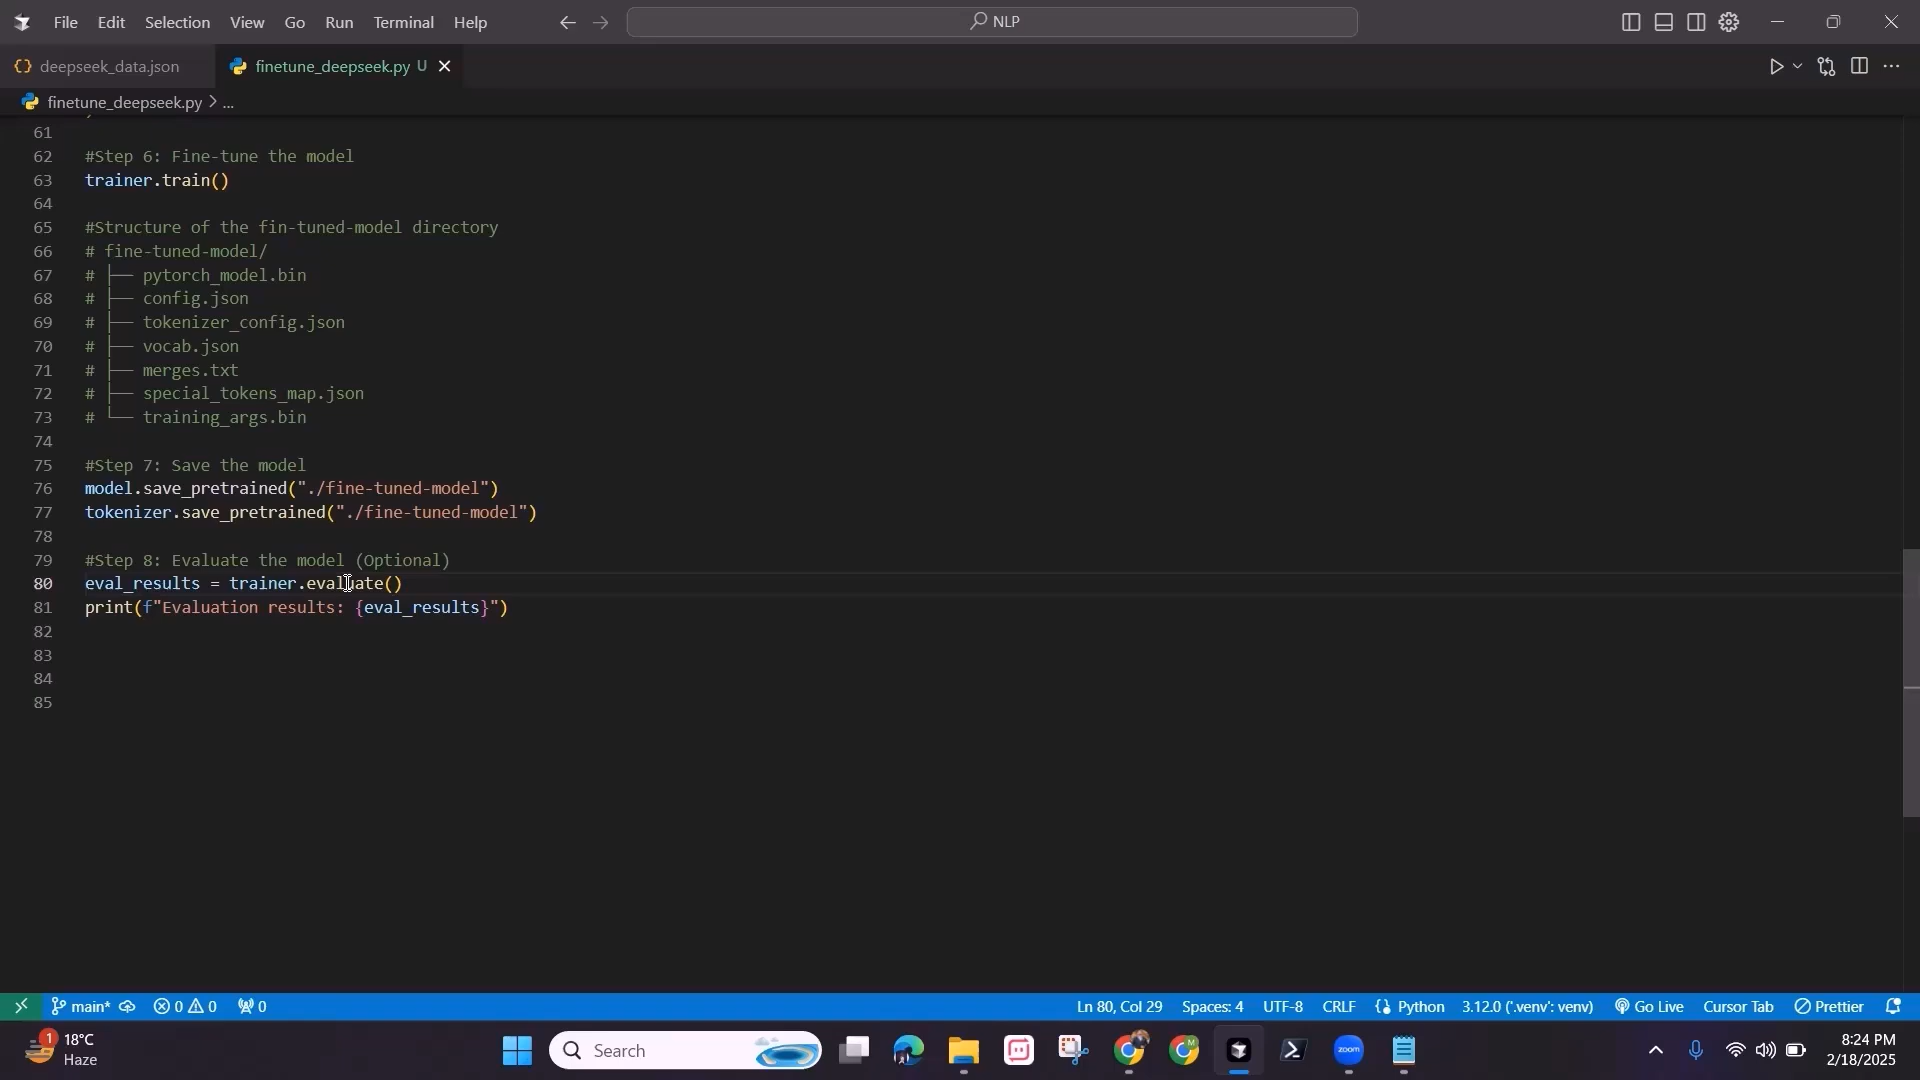 File Edit Selection View Go Run Terminal Help
NLP
deepseek_data.json
finetune_deepseek.py U
finetune_deepseek.py > ...
61
62 #Step 6: Fine-tune the model
63 trainer.train()
64
65 #Structure of the fin-tuned-model directory
66 # fine-tuned-model/
67 # ├── pytorch_model.bin
68 # ├── config.json
69 # ├── tokenizer_config.json
70 # ├── vocab.json
71 # ├── merges.txt
72 # ├── special_tokens_map.json
73 # └── training_args.bin
74
75 #Step 7: Save the model
76 model.save_pretrained("./fine-tuned-model")
77 tokenizer.save_pretrained("./fine-tuned-model")
78
79 #Step 8: Evaluate the model (Optional)
80 eval_results = trainer.evaluate()
81 print(f"Evaluation results: {eval_results}")
82
83
84
85
main* 0 0 0 Ln 80, Col 29 Spaces: 4 UTF-8 CRLF Python 3.12.0 ('.venv': venv) Go Live Cursor Tab Prettier
1 18°C
Haze
Search
zoom
8:24 PM
2/18/2025